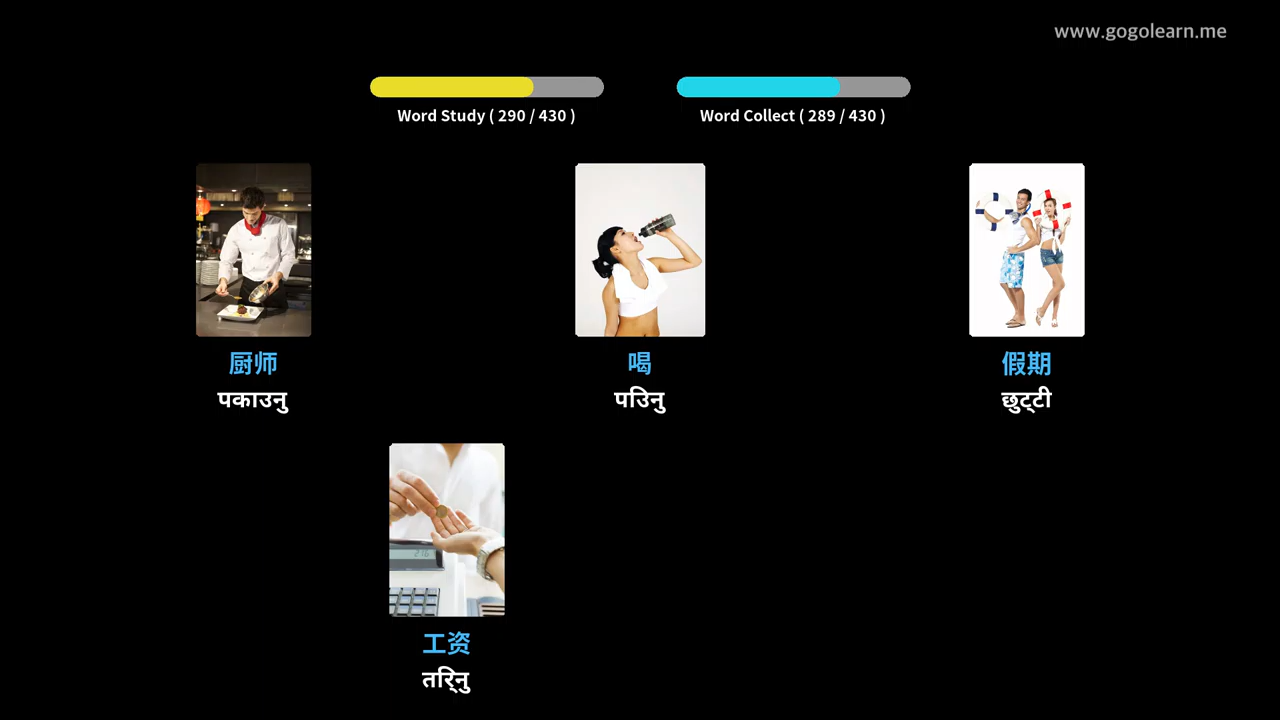 www.gogolearn.me
Word Study ( 290 / 430 )
Word Collect ( 289 / 430 )
厨师
पकाउनु
喝
पिउनु
假期
छुट्टी
工资
तिर्नु